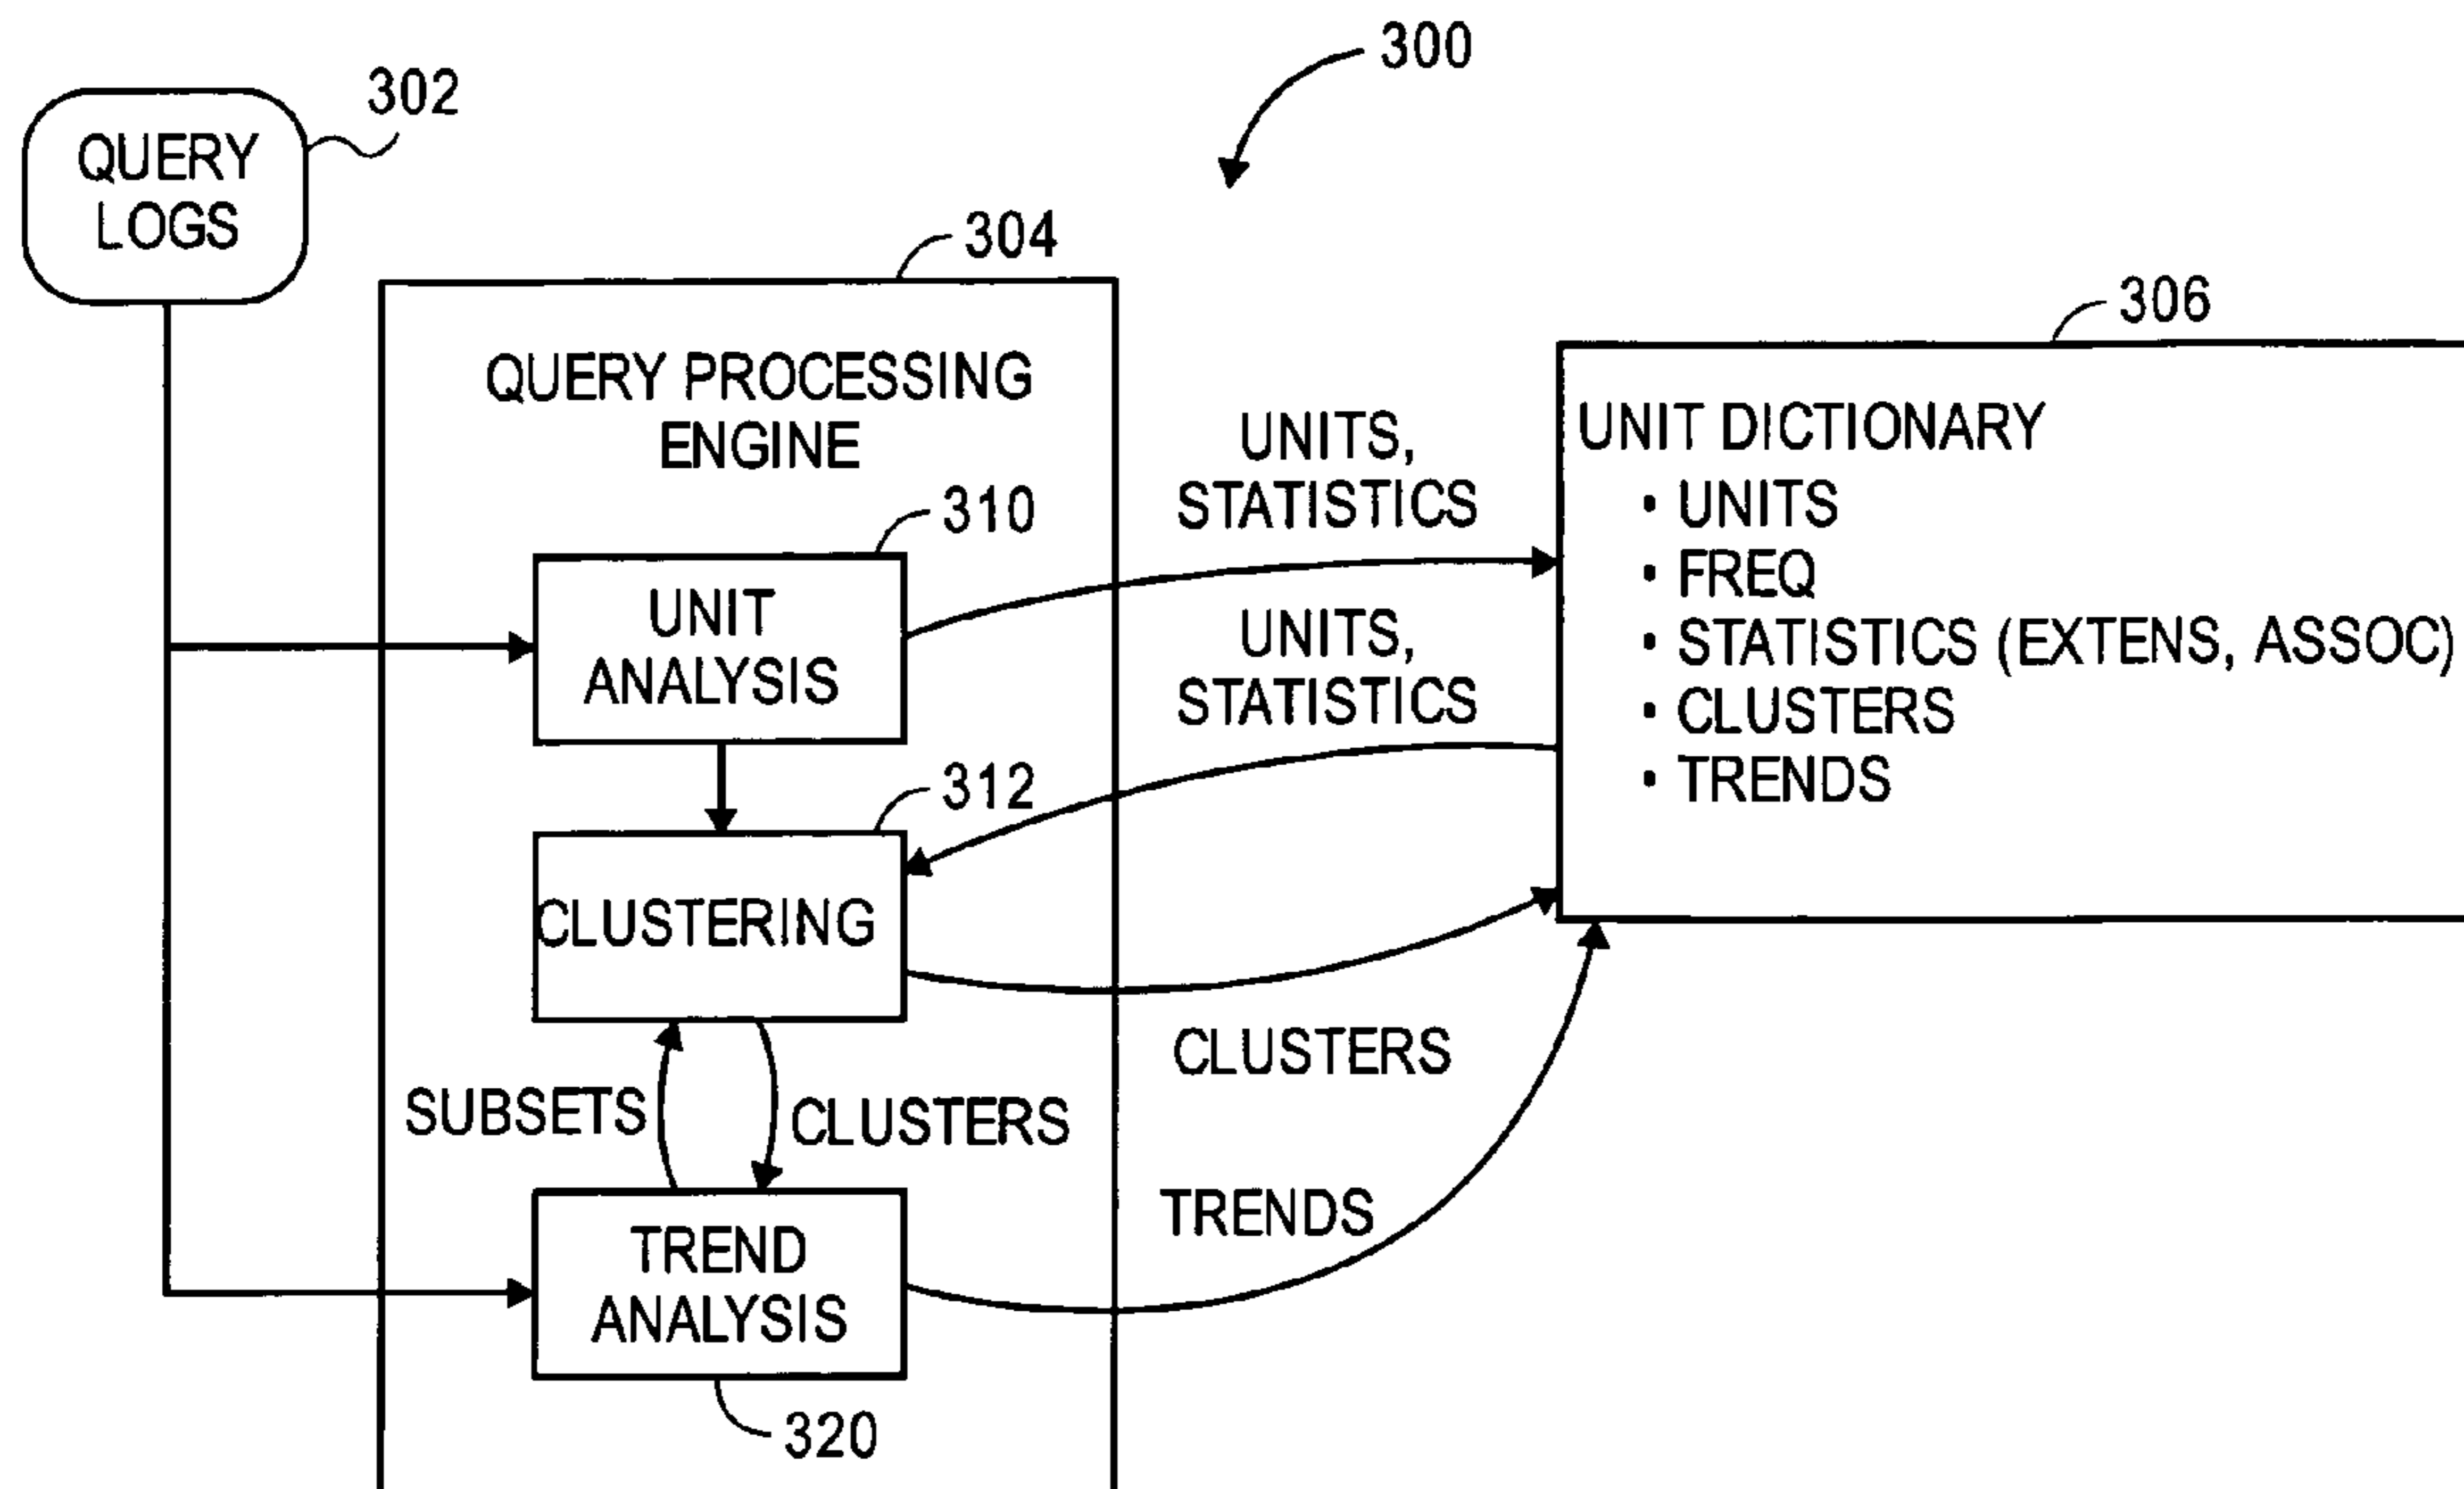 300
302
QUERY
LOGS
304
306
QUERY PROCESSING
ENGINE
310
UNIT
ANALYSIS
312
CLUSTERING
SUBSETS
CLUSTERS
TREND
ANALYSIS
320
UNITS,
STATISTICS
UNITS,
STATISTICS
CLUSTERS
TRENDS
UNIT DICTIONARY
• UNITS
• FREQ
• STATISTICS (EXTENS, ASSOC)
• CLUSTERS
• TRENDS